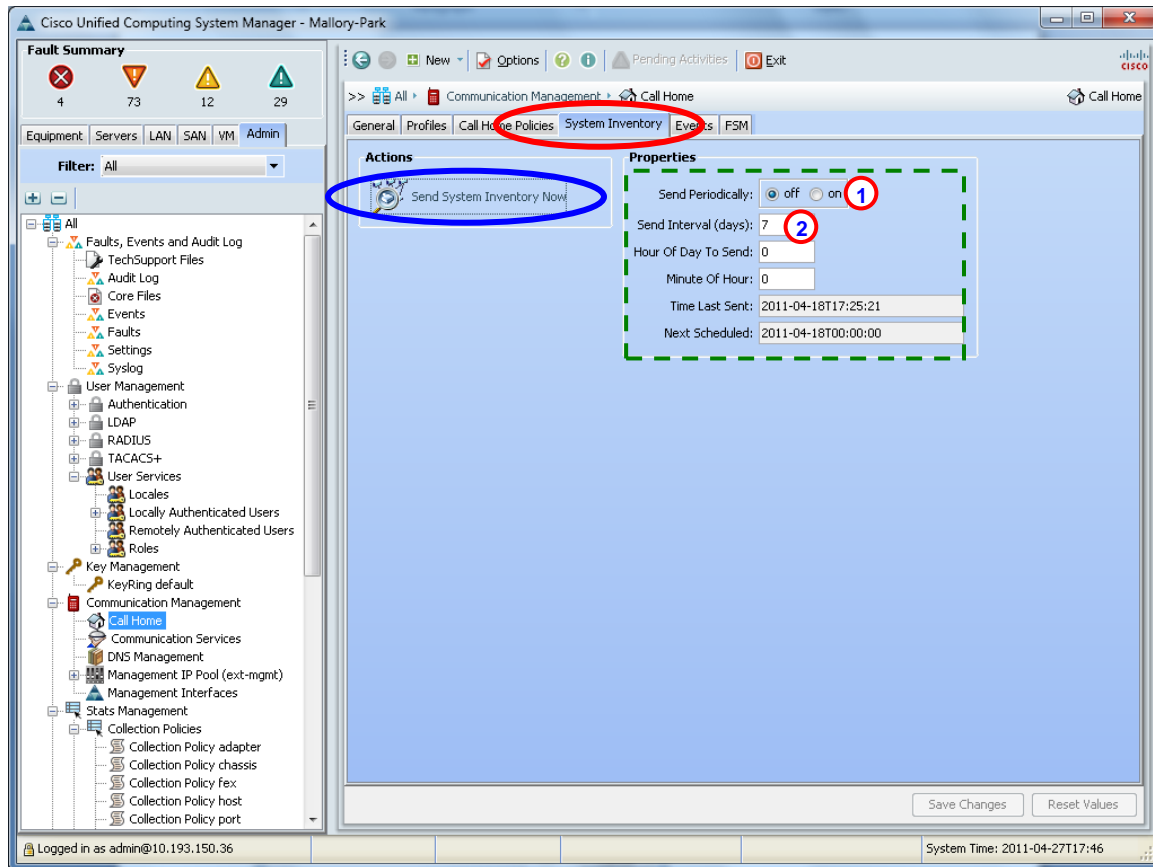 Cisco Unified Computing System Manager - Mallory-Park
Fault Summary
4 73 12 29
Equipment Servers LAN SAN VM Admin
Filter: All
All
Faults, Events and Audit Log
TechSupport Files
Audit Log
Core Files
Events
Faults
Settings
Syslog
User Management
Authentication
LDAP
RADIUS
TACACS+
User Services
Locales
Locally Authenticated Users
Remotely Authenticated Users
Roles
Key Management
KeyRing default
Communication Management
Call Home
Communication Services
DNS Management
Management IP Pool (ext-mgmt)
Management Interfaces
Stats Management
Collection Policies
Collection Policy adapter
Collection Policy chassis
Collection Policy fex
Collection Policy host
Collection Policy port
New Options Pending Activities Exit
CISCO
>> All Communication Management Call Home
Call Home
General Profiles Call Home Policies System Inventory Events FSM
Actions
Send System Inventory Now
Properties
Send Periodically: off on 1
Send Interval (days): 7 2
Hour Of Day To Send: 0
Minute Of Hour: 0
Time Last Sent: 2011-04-18T17:25:21
Next Scheduled: 2011-04-18T00:00:00
Save Changes Reset Values
Logged in as admin@10.193.150.36
System Time: 2011-04-27T17:46